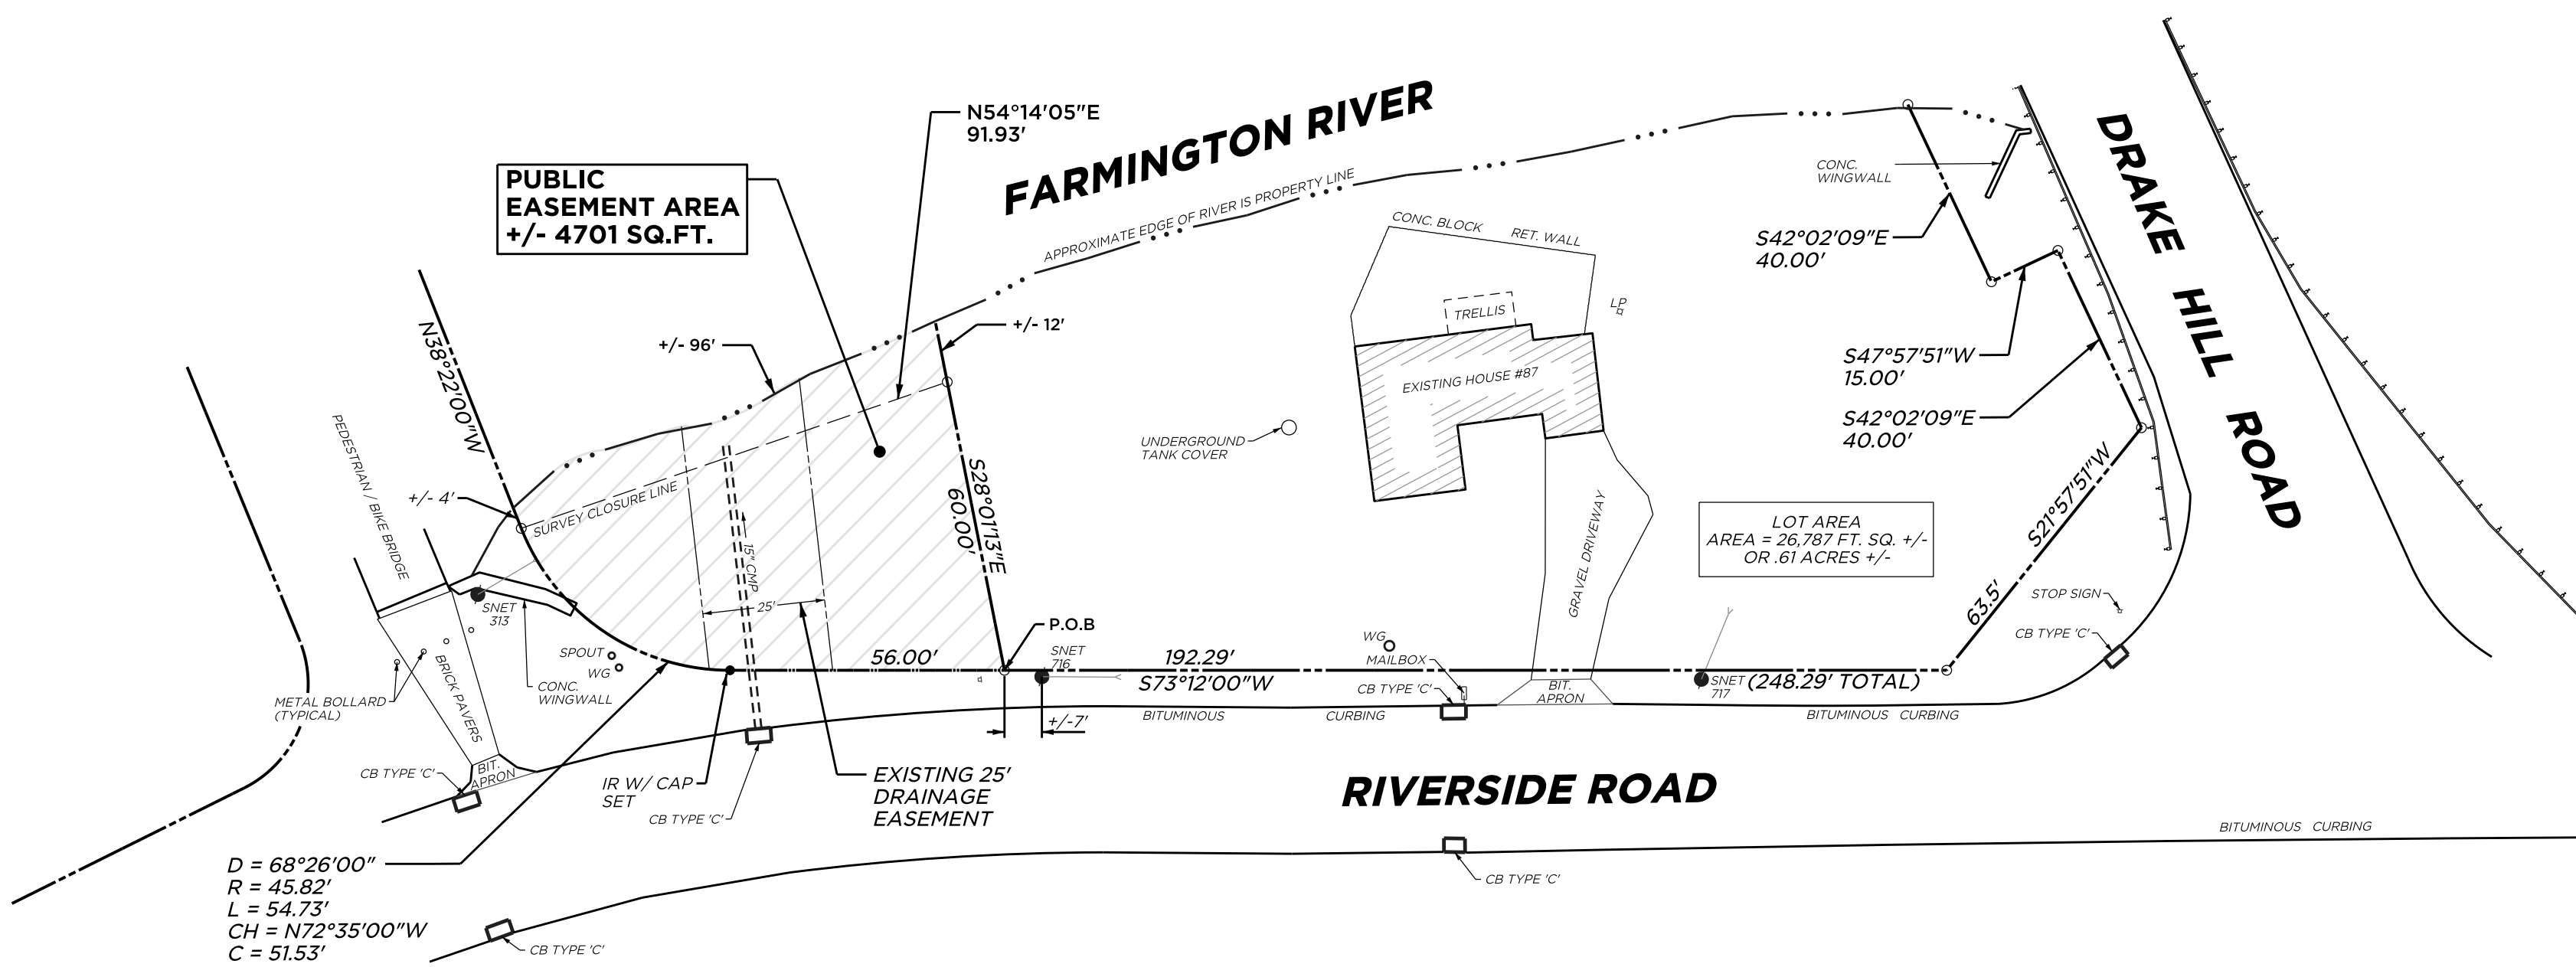 N54°14'05"E
91.93'
FARMINGTON RIVER
PUBLIC
EASEMENT AREA
+/- 4701 SQ.FT.
APPROXIMATE EDGE OF RIVER IS PROPERTY LINE
CONC.
WINGWALL
DRAKE HILL ROAD
S42°02'09"E
40.00'
CONC. BLOCK RET. WALL
TRELLIS
LP
EXISTING HOUSE #87
+/- 12'
+/- 96'
N38°22'00"W
S47°57'51"W
15.00'
S42°02'09"E
40.00'
UNDERGROUND
TANK COVER
PEDESTRIAN / BIKE BRIDGE
+/- 4'
SURVEY CLOSURE LINE
S28°01'13"E
60.00'
15" CMP
25'
GRAVEL DRIVEWAY
LOT AREA
AREA = 26,787 FT. SQ. +/-
OR .61 ACRES +/-
S21°57'51"W
63.5'
STOP SIGN
CB TYPE 'C'
SNET
313
SPOUT
WG
CONC.
WINGWALL
METAL BOLLARD
(TYPICAL)
BRICK PAVERS
BIT.
APRON
CB TYPE 'C'
56.00'
P.O.B
SNET
716
192.29'
S73°12'00"W
WG
MAILBOX
CB TYPE 'C'
BIT.
APRON
SNET
717
(248.29' TOTAL)
+/-7'
BITUMINOUS CURBING
BITUMINOUS CURBING
IR W/ CAP
SET
CB TYPE 'C'
EXISTING 25'
DRAINAGE
EASEMENT
RIVERSIDE ROAD
BITUMINOUS CURBING
D = 68°26'00"
R = 45.82'
L = 54.73'
CH = N72°35'00"W
C = 51.53'
CB TYPE 'C'
CB TYPE 'C'